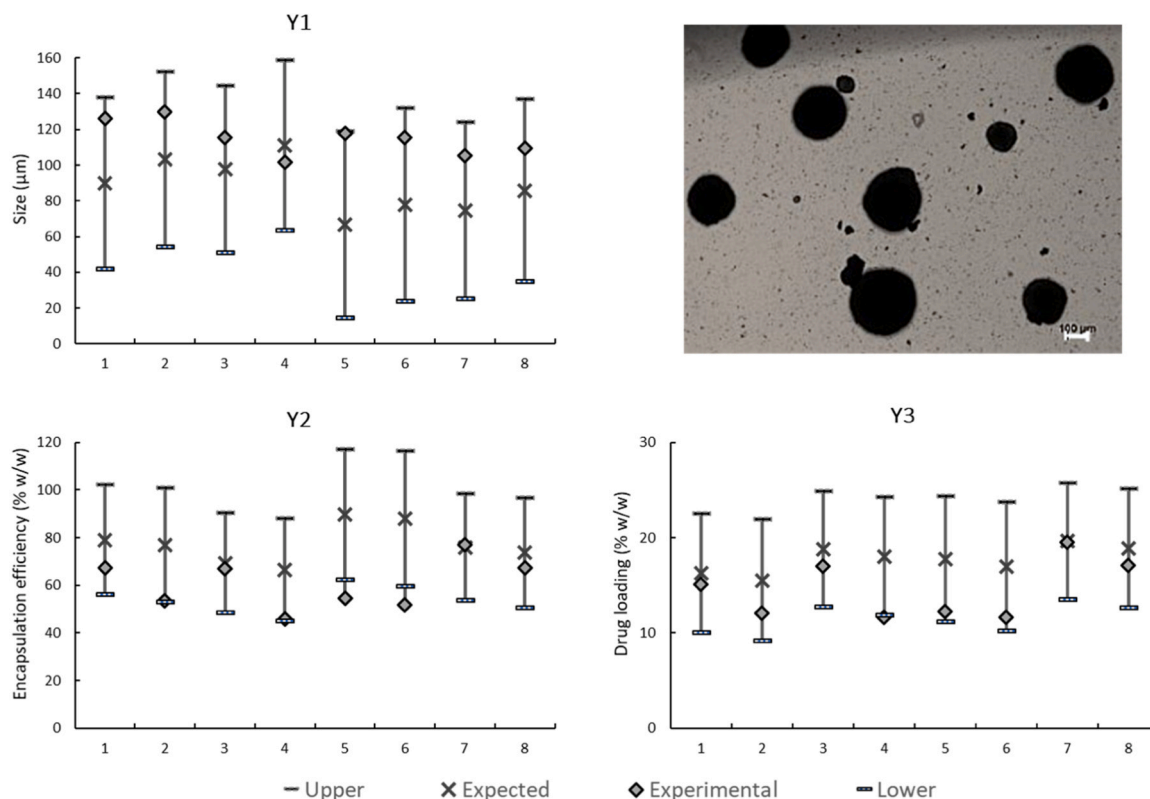 Y1
Size (µm)
160
140
120
100
80
60
40
20
0
1 2 3 4 5 6 7 8
100 µm
Y2
Encapsulation efficiency (% w/w)
120
100
80
60
40
20
0
1 2 3 4 5 6 7 8
Y3
Drug loading (% w/w)
30
20
10
0
1 2 3 4 5 6 7 8
Upper Expected Experimental Lower